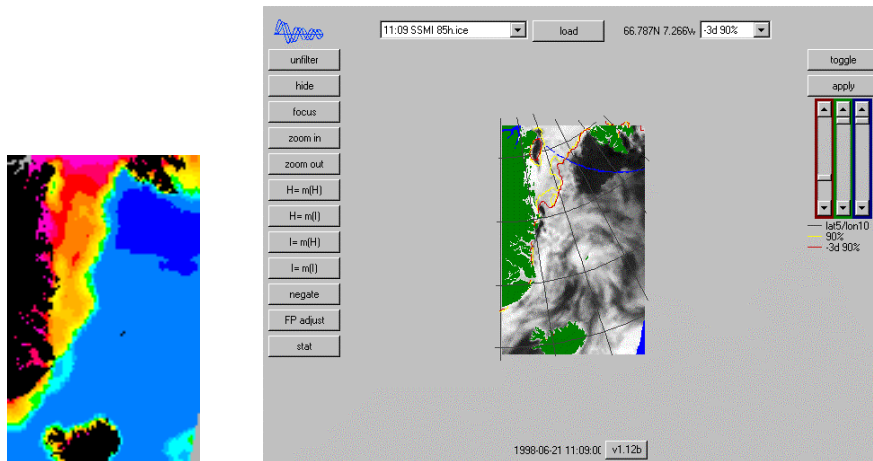 11:09 SSMI 85h.ice
load
66.787N 7.266W
-3d 90%
unfilter
hide
focus
zoom in
zoom out
H= m(H)
H= m(I)
I= m(H)
I= m(I)
negate
FP adjust
stat
toggle
apply
lat5/lon10
90%
-3d 90%
1998-06-21 11:09:00
v1.12b